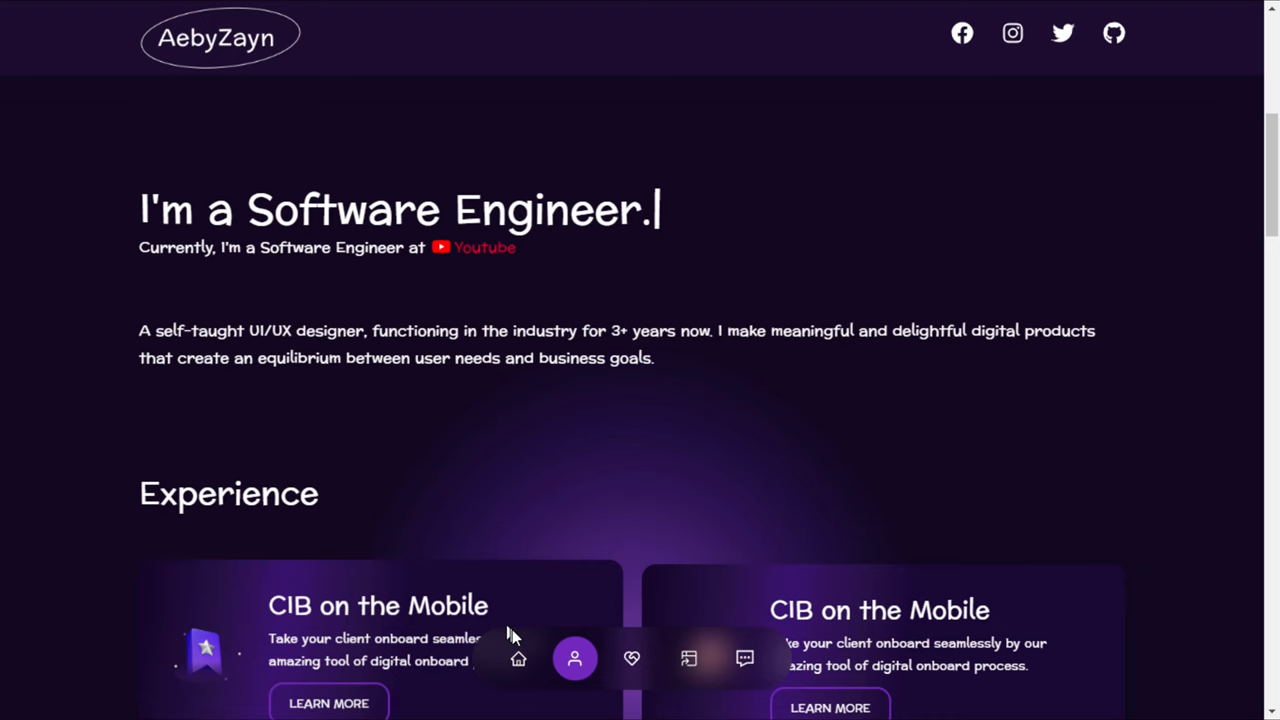 AebyZayn
I'm a Software Engineer.|
Currently, I'm a Software Engineer at Youtube
A self-taught UI/UX designer, functioning in the industry for 3+ years now. I make meaningful and delightful digital products
that create an equilibrium between user needs and business goals.
Experience
CIB on the Mobile
Take your client onboard
amazing tool of digital onboard
LEARN MORE
CIB on the Mobile
your client onboard seamlessly by our
amazing tool of digital onboard process.
LEARN MORE